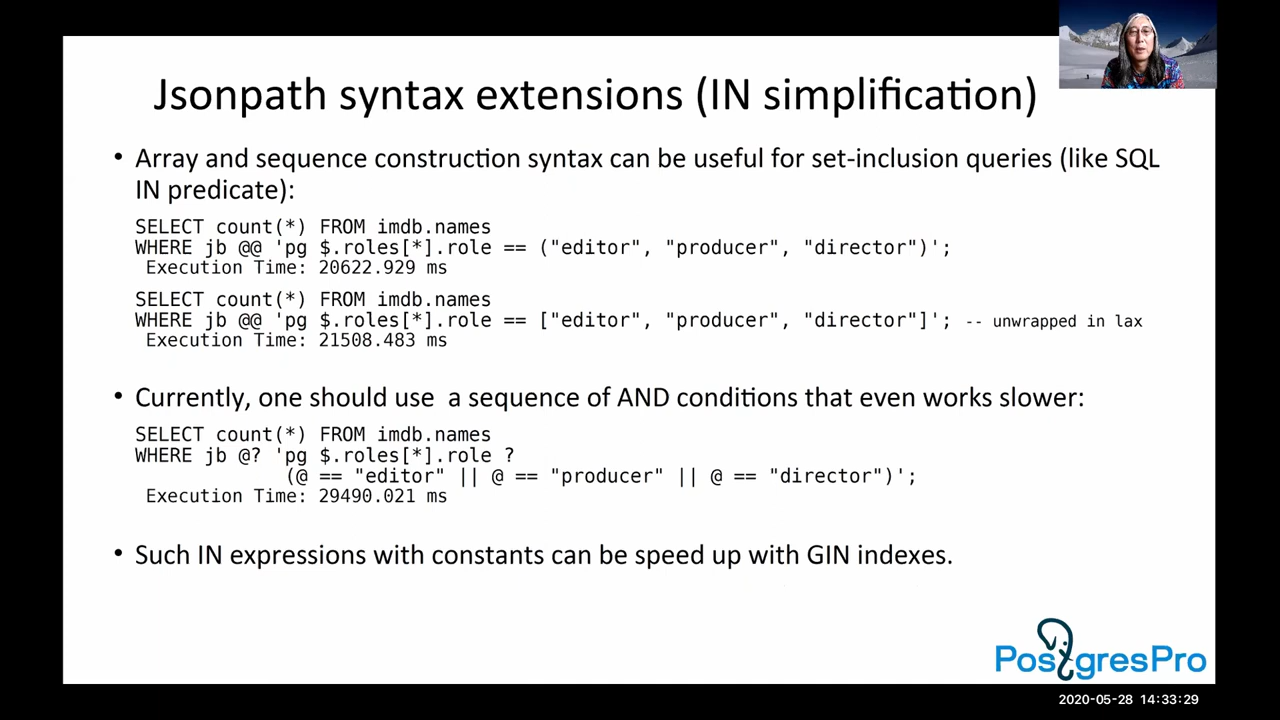 Jsonpath syntax extensions (IN simplification)
• Array and sequence construction syntax can be useful for set-inclusion queries (like SQL
IN predicate):
SELECT count(*) FROM imdb.names
WHERE jb @@ 'pg $.roles[*].role == ("editor", "producer", "director")';
Execution Time: 20622.929 ms
SELECT count(*) FROM imdb.names
WHERE jb @@ 'pg $.roles[*].role == ["editor", "producer", "director"]'; -- unwrapped in lax
Execution Time: 21508.483 ms
• Currently, one should use a sequence of AND conditions that even works slower:
SELECT count(*) FROM imdb.names
WHERE jb @? 'pg $.roles[*].role ?
(@ == "editor" || @ == "producer" || @ == "director")';
Execution Time: 29490.021 ms
• Such IN expressions with constants can be speed up with GIN indexes.
PostgresPro
2020-05-28 14:33:29